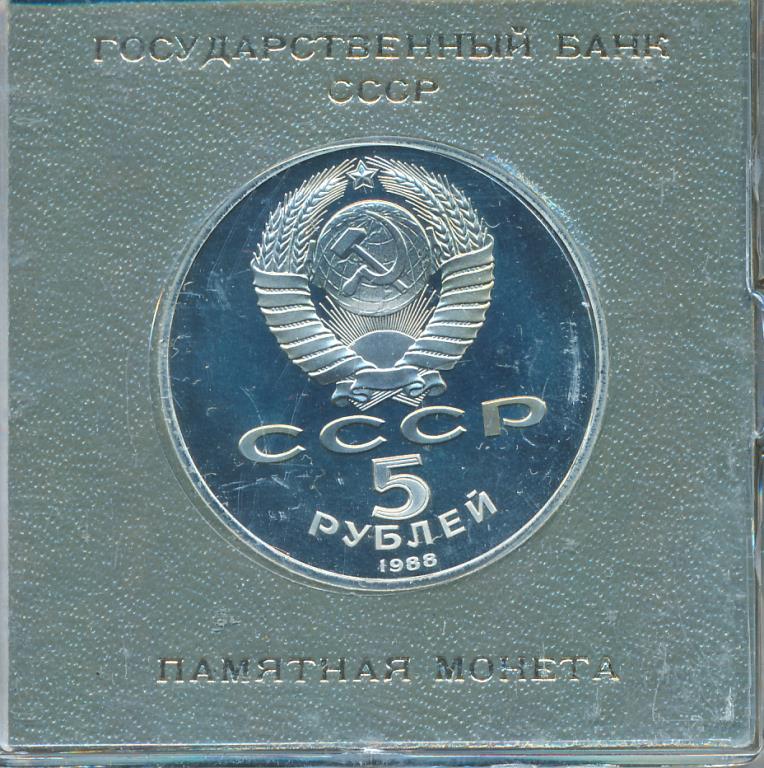 ГОСУДАРСТВЕННЫЙ БАНК
СССР
СССР
5
РУБЛЕЙ
1988
ПАМЯТНАЯ МОНЕТА